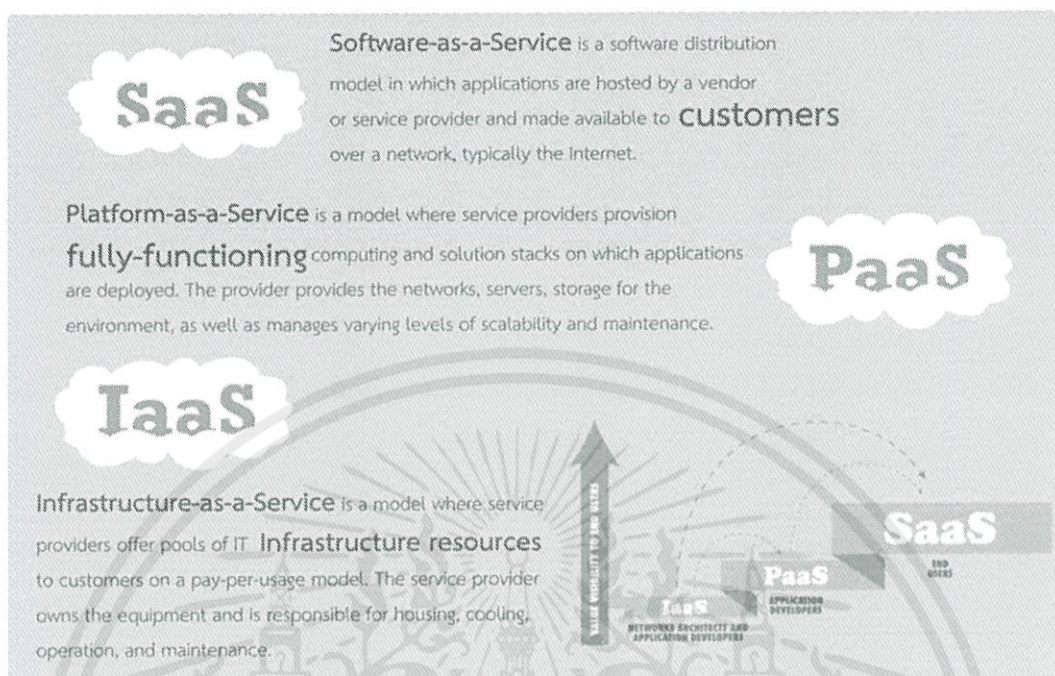 SaaS
Software-as-a-Service is a software distribution
model in which applications are hosted by a vendor
or service provider and made available to customers
over a network, typically the Internet.
Platform-as-a-Service is a model where service providers provision
fully-functioning computing and solution stacks on which applications
are deployed. The provider provides the networks, servers, storage for the
environment, as well as manages varying levels of scalability and maintenance.
PaaS
IaaS
Infrastructure-as-a-Service is a model where service
providers offer pools of IT Infrastructure resources
to customers on a pay-per-usage model. The service provider
owns the equipment and is responsible for housing, cooling,
operation, and maintenance.
VALUE VISIBILITY TO END USERS
SaaS
END
USERS
PaaS
APPLICATION
DEVELOPERS
IaaS
NETWORKS ARCHITECTS AND
APPLICATION DEVELOPERS